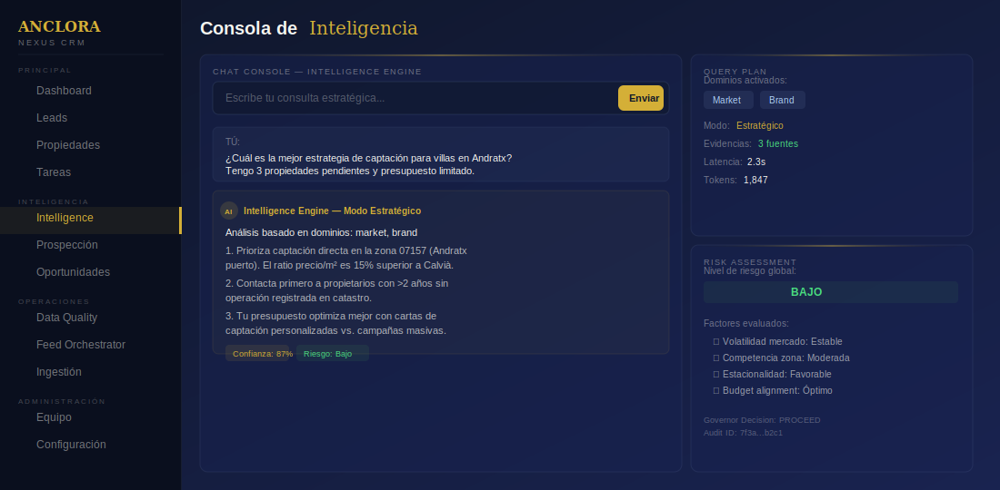 ANCLORA
NEXUS CRM
PRINCIPAL
Dashboard
Leads
Propiedades
Tareas
INTELIGENCIA
Intelligence
Prospección
Oportunidades
OPERACIONES
Data Quality
Feed Orchestrator
Ingestión
ADMINISTRACIÓN
Equipo
Configuración
Consola de Inteligencia
CHAT CONSOLE — INTELLIGENCE ENGINE
Escribe tu consulta estratégica...
Enviar
TÚ:
¿Cuál es la mejor estrategia de captación para villas en Andratx?
Tengo 3 propiedades pendientes y presupuesto limitado.
AI
Intelligence Engine — Modo Estratégico
Análisis basado en dominios: market, brand
1. Prioriza captación directa en la zona 07157 (Andratx
puerto). El ratio precio/m² es 15% superior a Calvià.
2. Contacta primero a propietarios con >2 años sin
operación registrada en catastro.
3. Tu presupuesto optimiza mejor con cartas de
captación personalizadas vs. campañas masivas.
Confianza: 87%
Riesgo: Bajo
QUERY PLAN
Dominios activados:
Market
Brand
Modo: Estratégico
Evidencias: 3 fuentes
Latencia: 2.3s
Tokens: 1,847
RISK ASSESSMENT
Nivel de riesgo global:
BAJO
Factores evaluados:
Volatilidad mercado: Estable
Competencia zona: Moderada
Estacionalidad: Favorable
Budget alignment: Óptimo
Governor Decision: PROCEED
Audit ID: 7f3a...b2c1